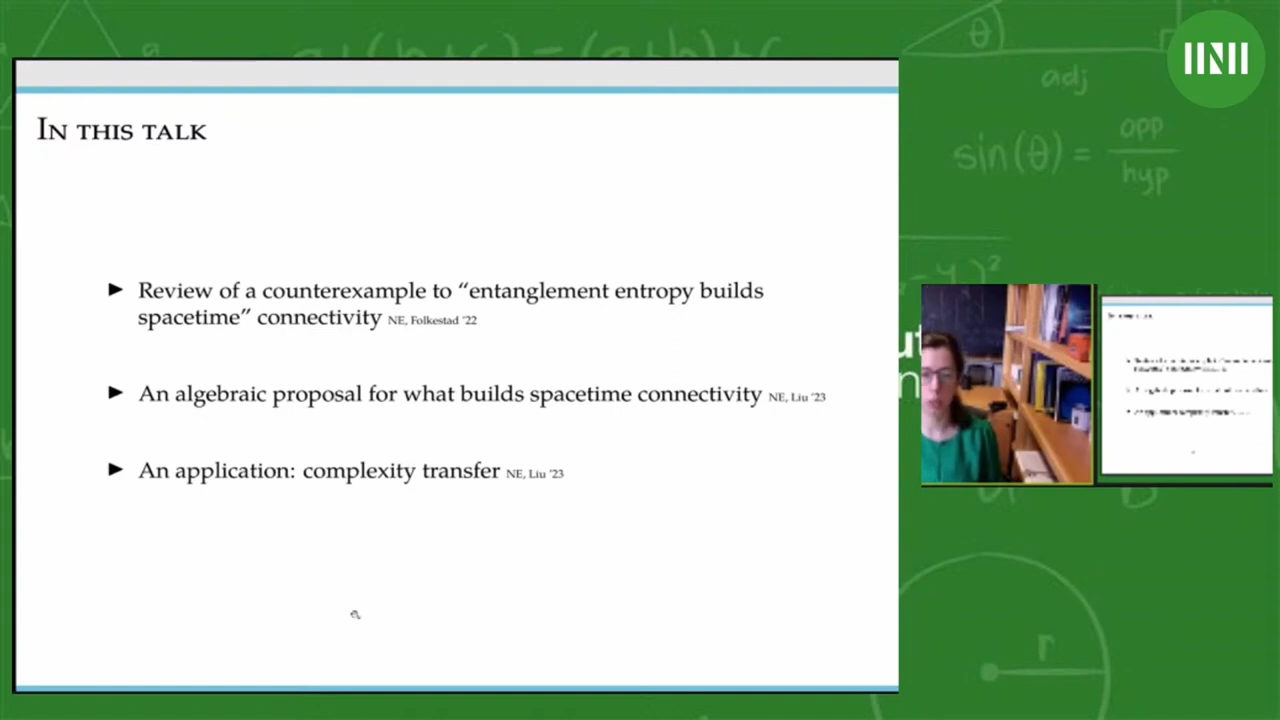 IN THIS TALK
► Review of a counterexample to “entanglement entropy builds
spacetime” connectivity NE, Folkestad ’22
► An algebraic proposal for what builds spacetime connectivity NE, Liu ’23
► An application: complexity transfer NE, Liu ’23
θ
adj
sin(θ) = opp
hyp
r